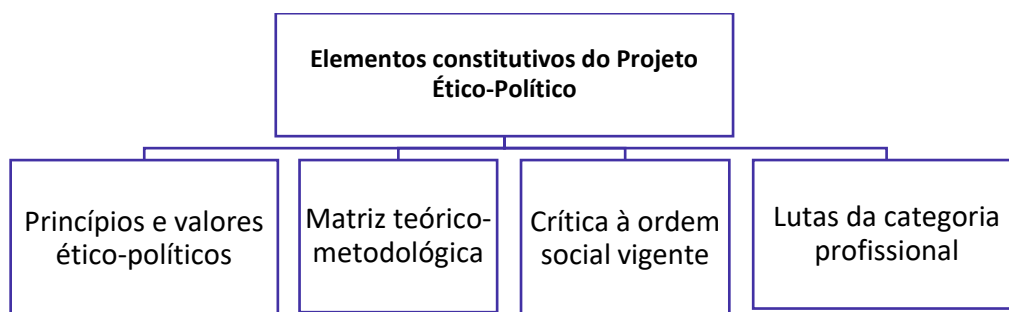 Elementos constitutivos do Projeto
Ético-Político
Princípios e valores
ético-políticos
Matriz teórico-
metodológica
Crítica à ordem
social vigente
Lutas da categoria
profissional